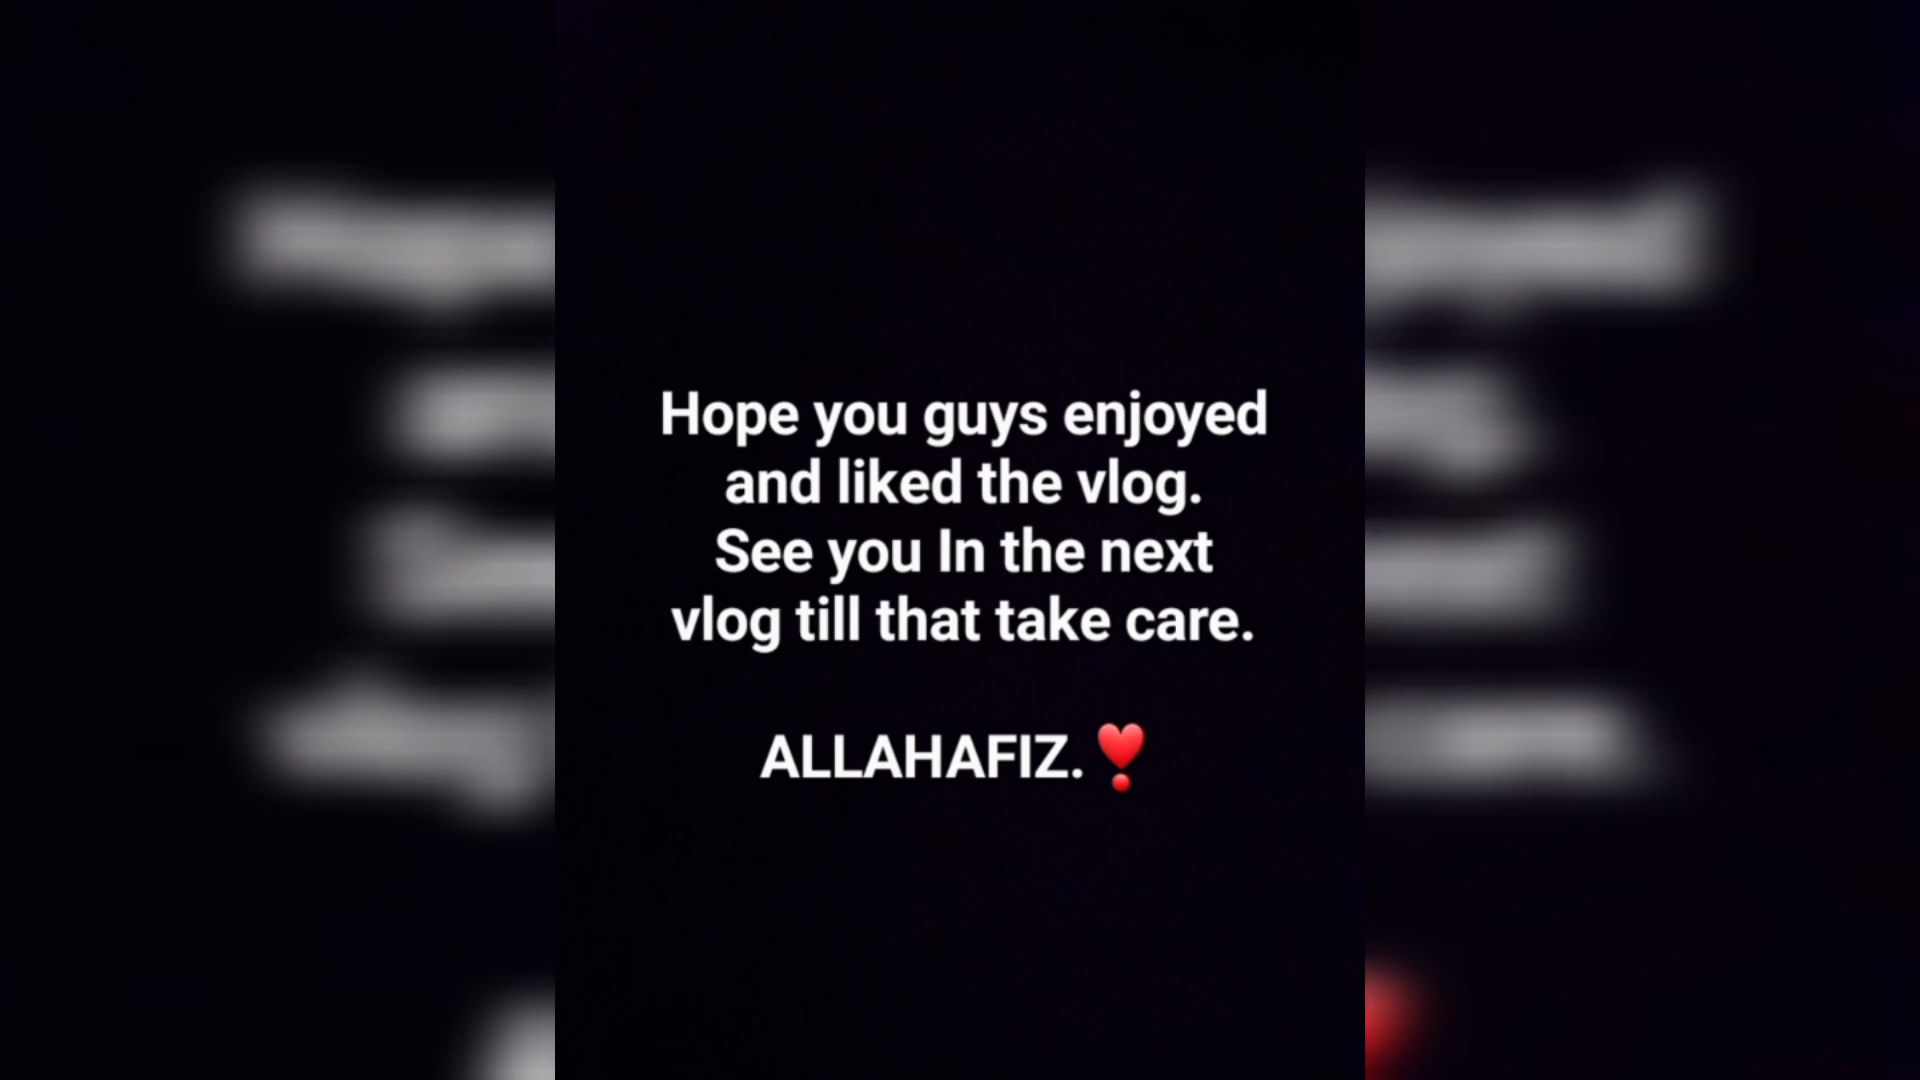 Hope you guys enjoyed
and liked the vlog.
See you In the next
vlog till that take care.
ALLAHAFIZ.❣️